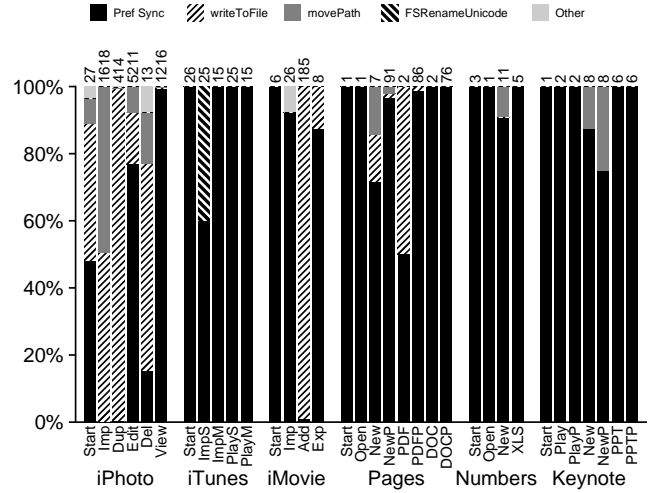 Pref Sync writeToFile movePath FSRenameUnicode Other
27 1618 414 5211 13 1216 26 25 15 25 15 6 26 185 8 1 1 7 91 2 86 2 76 3 1 11 5 1 2 2 8 8 6 6
100%
80%
60%
40%
20%
0%
Start Imp Dup Edit Del View Start ImpS ImpM PlayS PlayM Start Imp Add Exp Start Open New NewP PDF PDFP DOC DOCP Start Open New XLS Start Play PlayP New NewP PPT PPTP
iPhoto iTunes iMovie Pages Numbers Keynote